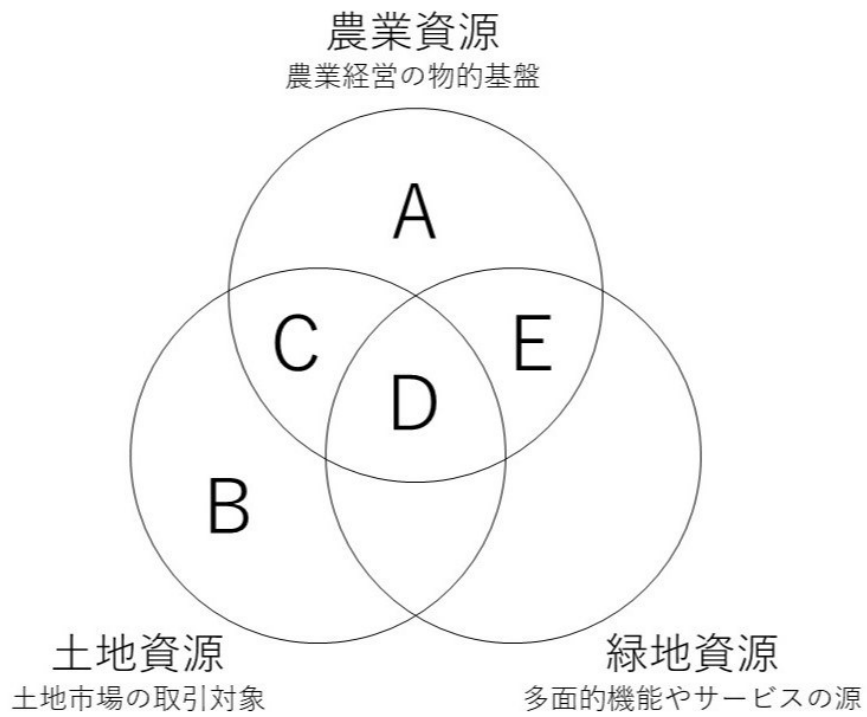 農業資源
農業経営の物的基盤
A
C
E
D
B
土地資源
土地市場の取引対象
緑地資源
多面的機能やサービスの源